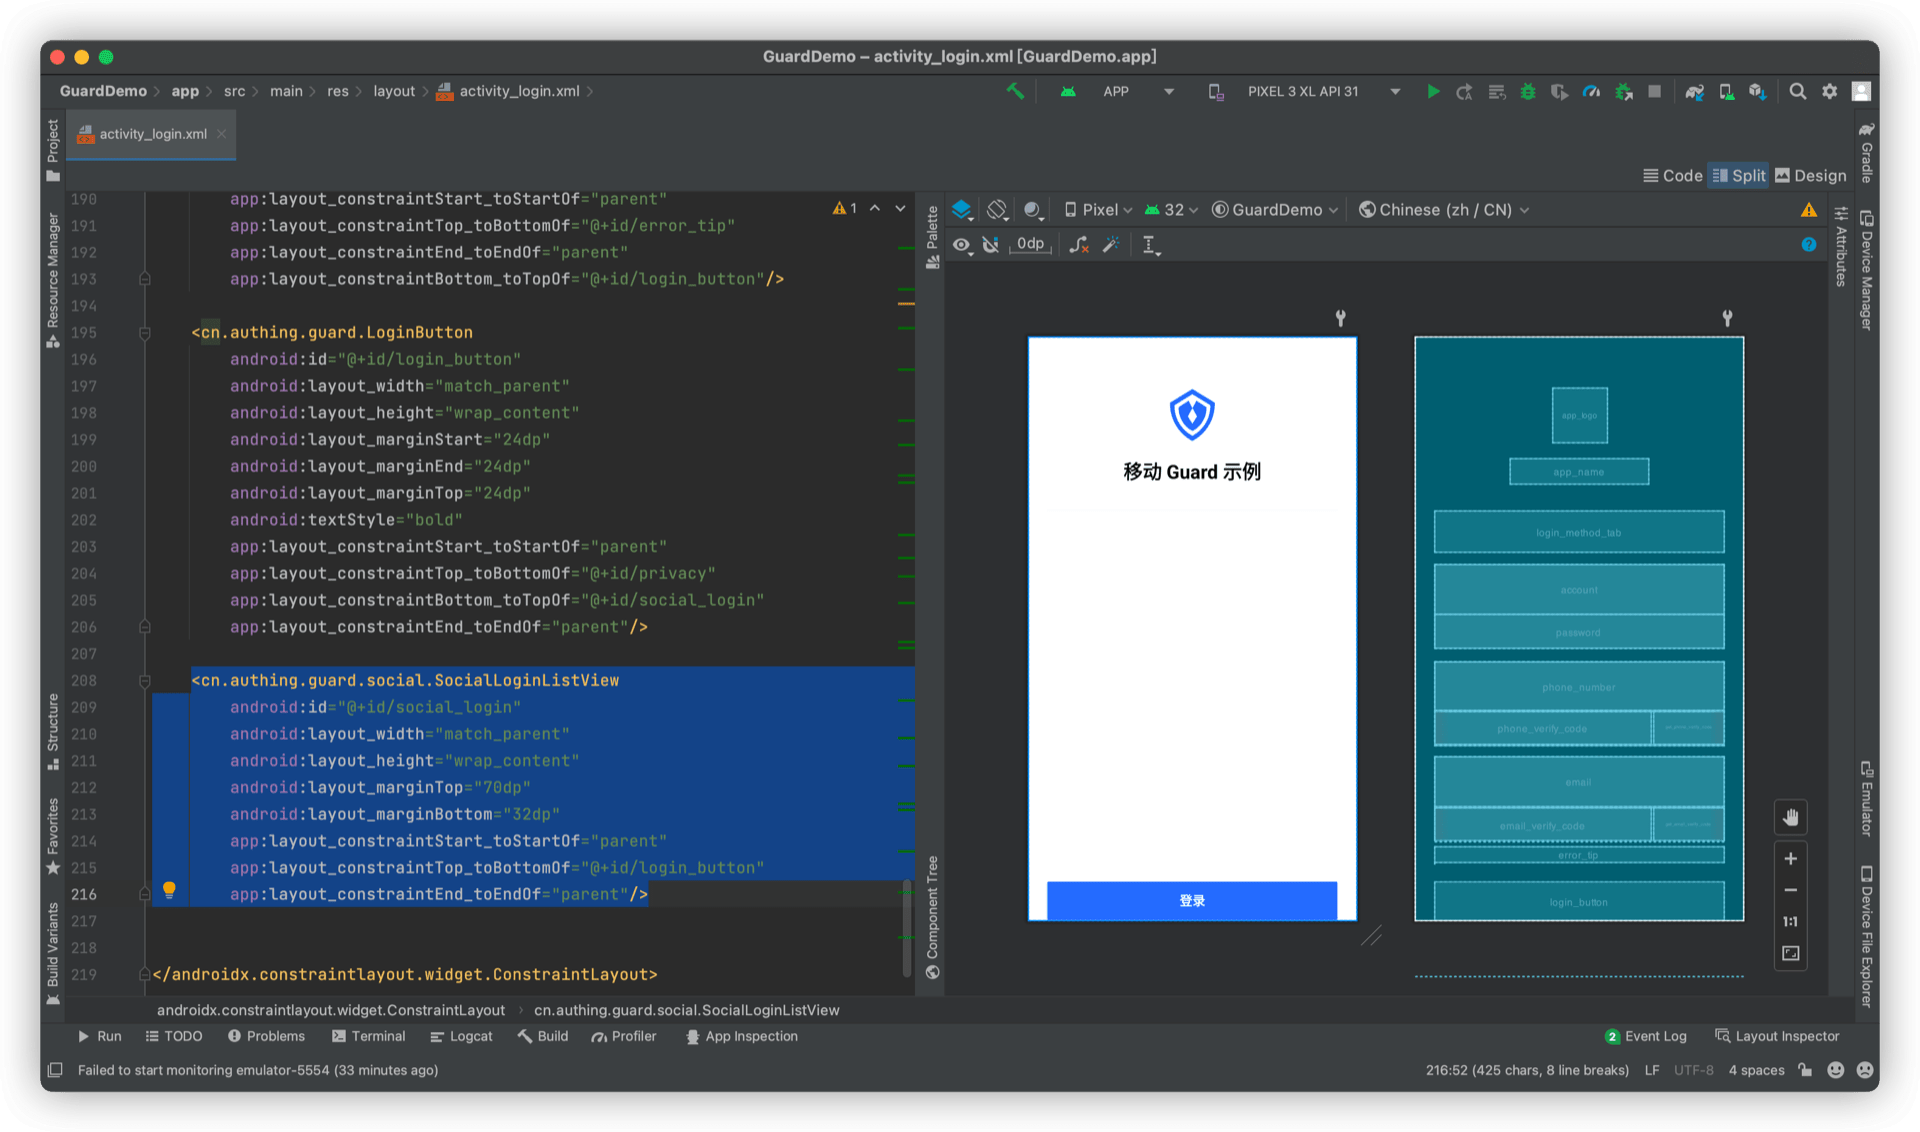 GuardDemo – activity_login.xml [GuardDemo.app]
GuardDemo app src main res layout activity_login.xml
APP PIXEL 3 XL API 31
activity_login.xml
Code Split Design
Project
Resource Manager
Structure
Favorites
Build Variants
190 app:layout_constraintStart_toStartOf="parent"
191 app:layout_constraintTop_toBottomOf="@+id/error_tip"
192 app:layout_constraintEnd_toEndOf="parent"
193 app:layout_constraintBottom_toTopOf="@+id/login_button"/>
194
195 <cn.authing.guard.LoginButton
196 android:id="@+id/login_button"
197 android:layout_width="match_parent"
198 android:layout_height="wrap_content"
199 android:layout_marginStart="24dp"
200 android:layout_marginEnd="24dp"
201 android:layout_marginTop="24dp"
202 android:textStyle="bold"
203 app:layout_constraintStart_toStartOf="parent"
204 app:layout_constraintTop_toBottomOf="@+id/privacy"
205 app:layout_constraintBottom_toTopOf="@+id/social_login"
206 app:layout_constraintEnd_toEndOf="parent"/>
207
208 <cn.authing.guard.social.SocialLoginListView
209 android:id="@+id/social_login"
210 android:layout_width="match_parent"
211 android:layout_height="wrap_content"
212 android:layout_marginTop="70dp"
213 android:layout_marginBottom="32dp"
214 app:layout_constraintStart_toStartOf="parent"
215 app:layout_constraintTop_toBottomOf="@+id/login_button"
216 app:layout_constraintEnd_toEndOf="parent"/>
217
218
219 </androidx.constraintlayout.widget.ConstraintLayout>
1
Palette
Component Tree
Pixel 32 GuardDemo Chinese (zh / CN)
0dp
移动 Guard 示例
登录
app_logo
app_name
login_method_tab
account
password
phone_number
phone_verify_code
email
email_verify_code
error_tip
login_button
1:1
Attributes
Gradle
Device Manager
Emulator
Device File Explorer
androidx.constraintlayout.widget.ConstraintLayout cn.authing.guard.social.SocialLoginListView
Run TODO Problems Terminal Logcat Build Profiler App Inspection 2 Event Log Layout Inspector
Failed to start monitoring emulator-5554 (33 minutes ago) 216:52 (425 chars, 8 line breaks) LF UTF-8 4 spaces